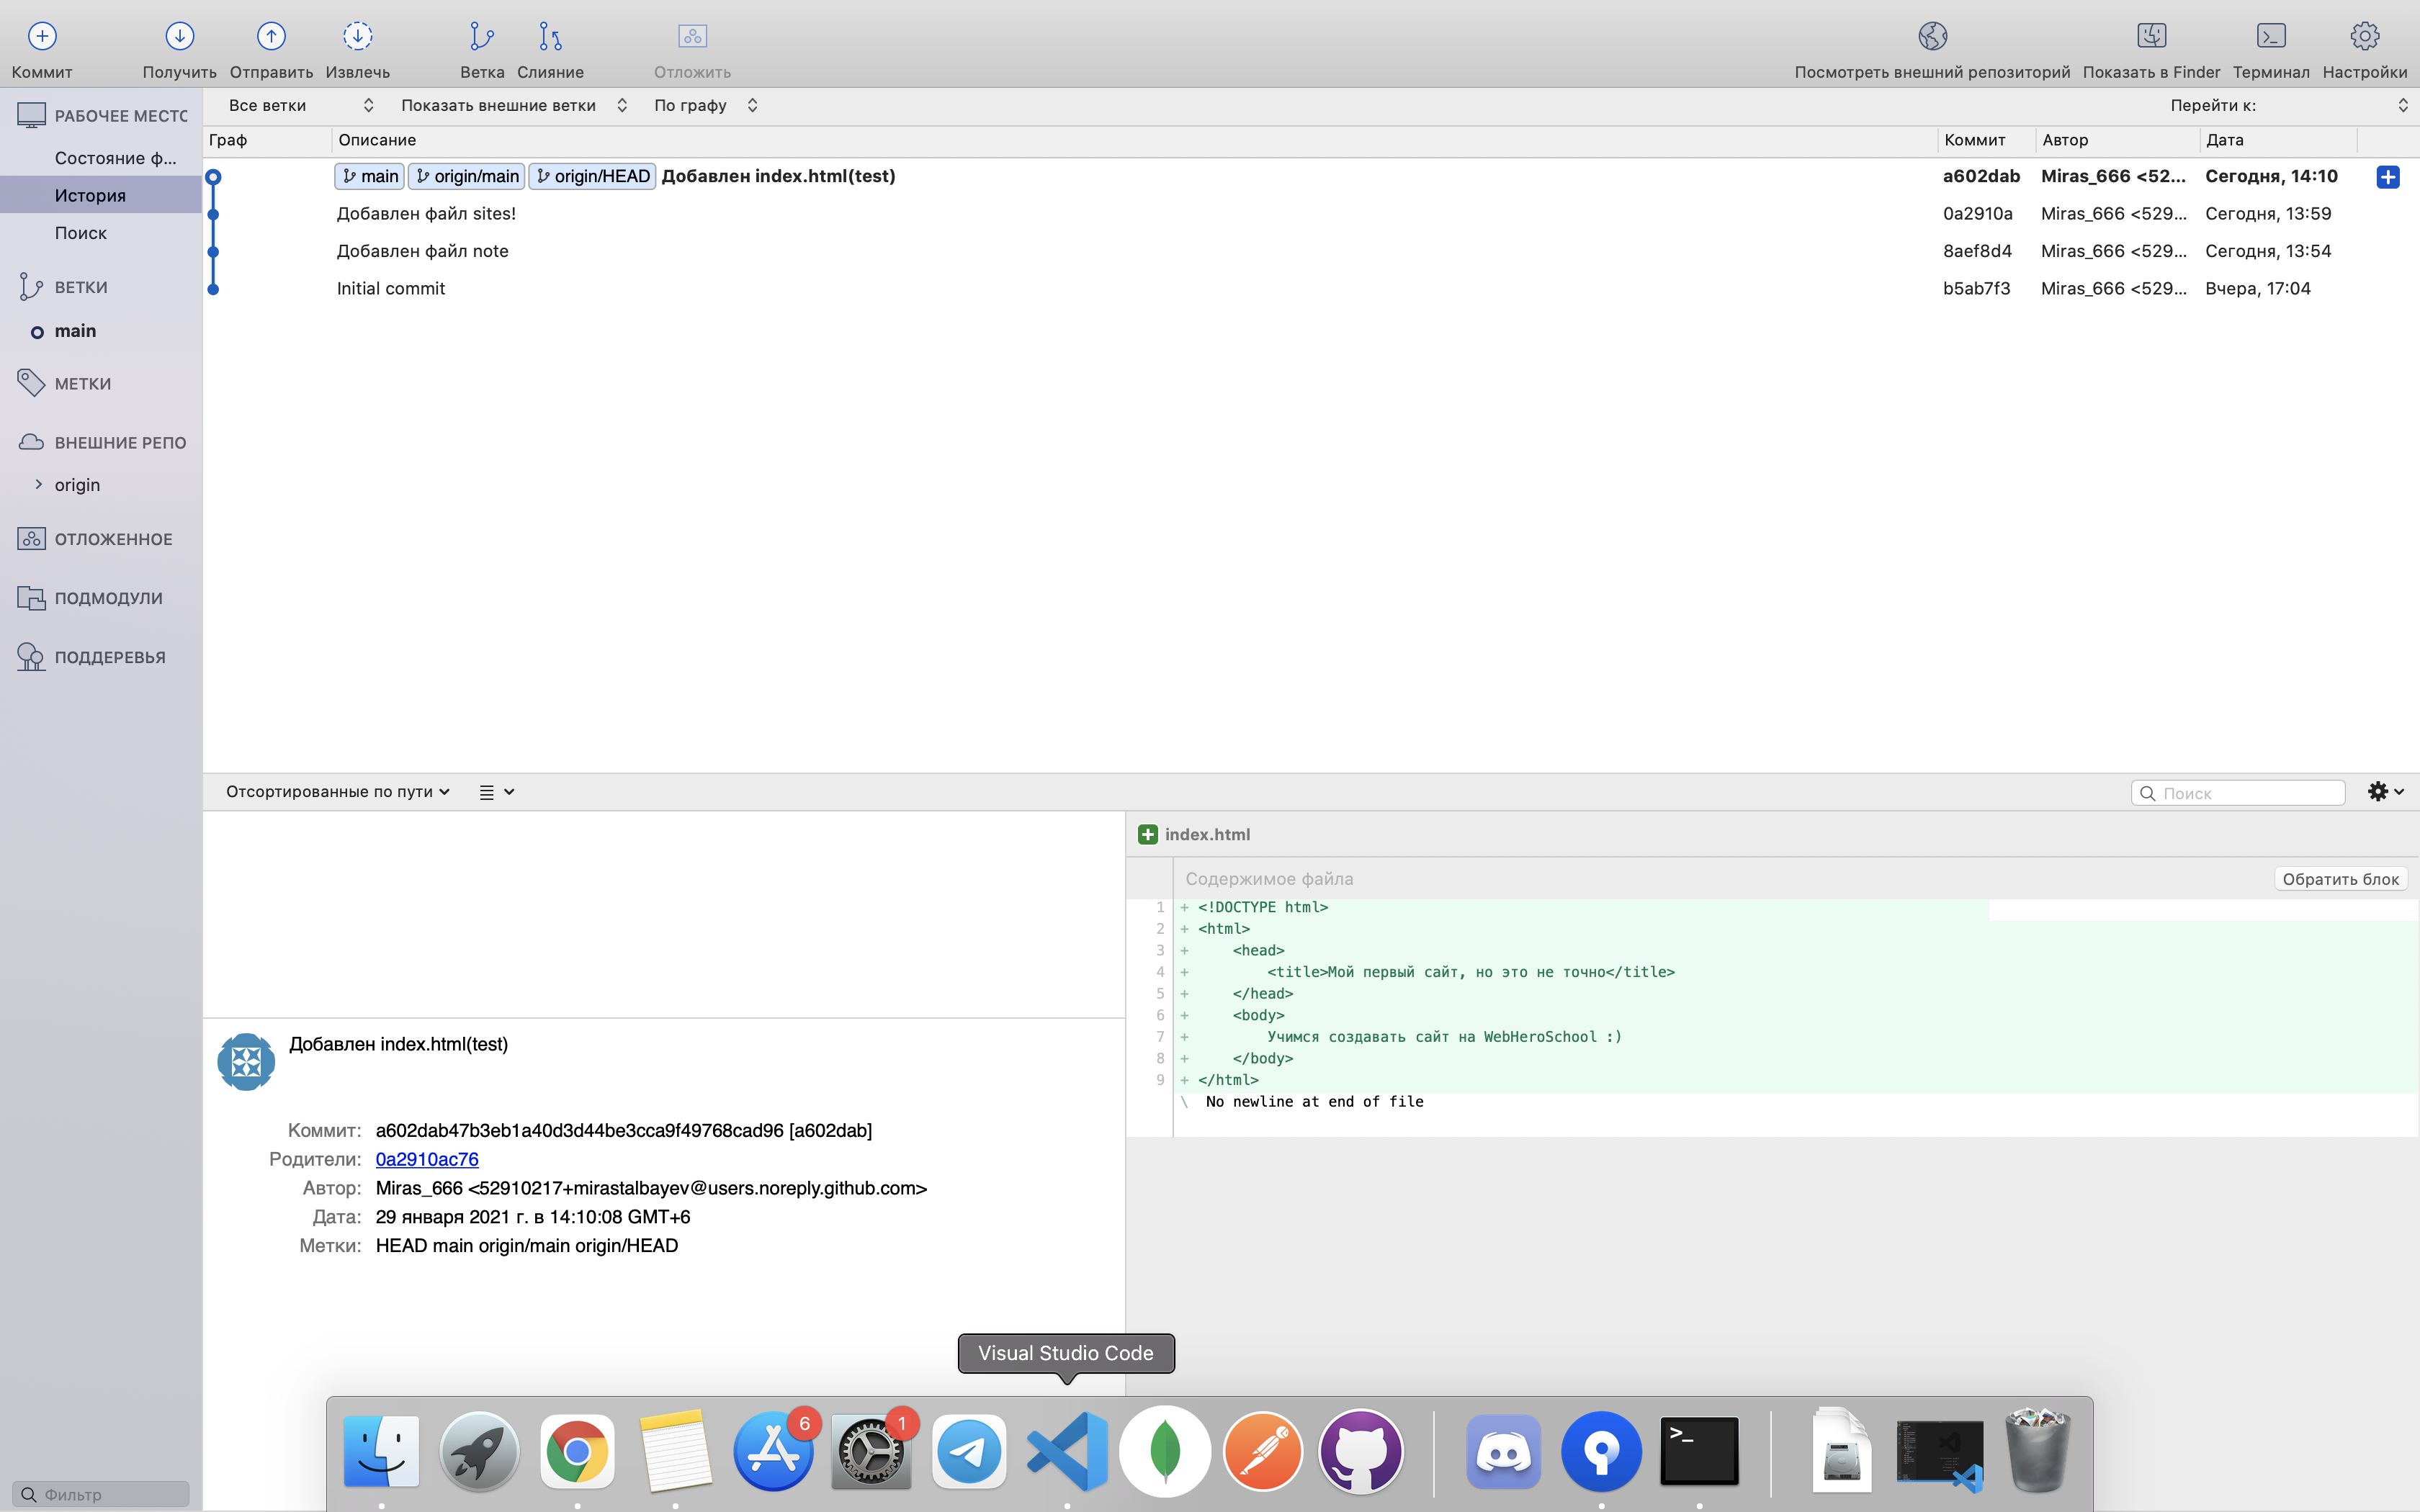 Коммит Получить Отправить Извлечь Ветка Слияние Отложить Посмотреть внешний репозиторий Показать в Finder Терминал Настройки
Все ветки Показать внешние ветки По графу Перейти к:
Граф Описание Коммит Автор Дата
main origin/main origin/HEAD Добавлен index.html(test) a602dab Miras_666 <52... Сегодня, 14:10
Добавлен файл sites! 0a2910a Miras_666 <529... Сегодня, 13:59
Добавлен файл note 8aef8d4 Miras_666 <529... Сегодня, 13:54
Initial commit b5ab7f3 Miras_666 <529... Вчера, 17:04
РАБОЧЕЕ МЕСТО
Состояние ф...
История
Поиск
ВЕТКИ
main
МЕТКИ
ВНЕШНИЕ РЕПО
origin
ОТЛОЖЕННОЕ
ПОДМОДУЛИ
ПОДДЕРЕВЬЯ
Фильтр
Отсортированные по пути Поиск
Добавлен index.html(test)
Коммит: a602dab47b3eb1a40d3d44be3cca9f49768cad96 [a602dab]
Родители: 0a2910ac76
Автор: Miras_666 <52910217+mirastalbayev@users.noreply.github.com>
Дата: 29 января 2021 г. в 14:10:08 GMT+6
Метки: HEAD main origin/main origin/HEAD
index.html
Содержимое файла Обратить блок
1 + <!DOCTYPE html>
2 + <html>
3 + <head>
4 + <title>Мой первый сайт, но это не точно</title>
5 + </head>
6 + <body>
7 + Учимся создавать сайт на WebHeroSchool :)
8 + </body>
9 + </html>
\ No newline at end of file
Visual Studio Code
6 1
>_